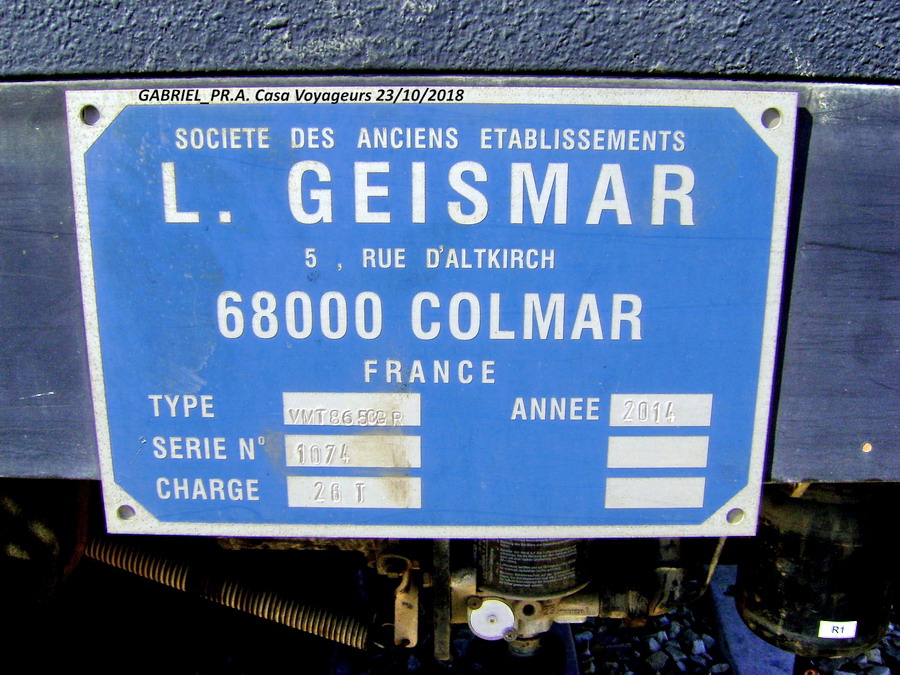 GABRIEL_PR.A. Casa Voyageurs 23/10/2018
SOCIETE DES ANCIENS ETABLISSEMENTS
L. GEISMAR
5 , RUE D'ALTKIRCH
68000 COLMAR
FRANCE
TYPE ANNEE 2014
SERIE N° 1074
CHARGE 26 T
R1